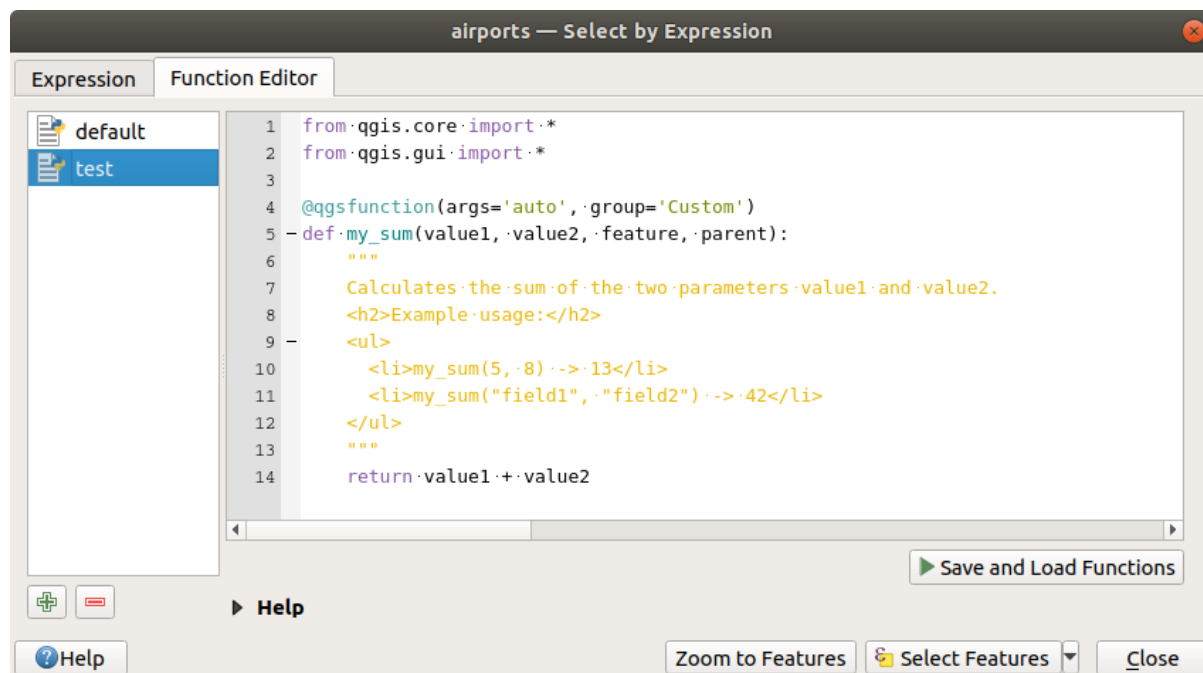 airports — Select by Expression
Expression
Function Editor
default
test
1 from qgis.core import *
2 from qgis.gui import *
3
4 @qgsfunction(args='auto', group='Custom')
5 def my_sum(value1, value2, feature, parent):
6 """
7 Calculates the sum of the two parameters value1 and value2.
8 <h2>Example usage:</h2>
9 <ul>
10 <li>my_sum(5, 8) -> 13</li>
11 <li>my_sum("field1", "field2") -> 42</li>
12 </ul>
13 """
14 return value1 + value2
Save and Load Functions
Help
Help
Zoom to Features
Select Features
Close